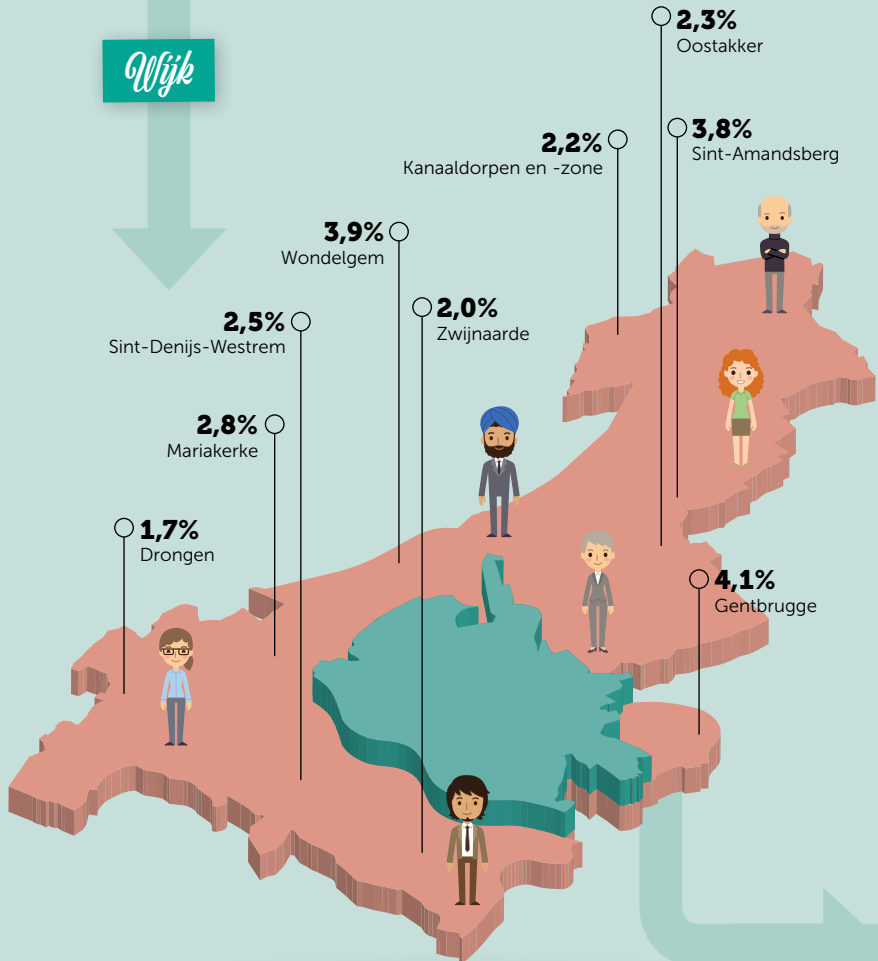 Wijk
2,3%
Oostakker
3,8%
Sint-Amandsberg
2,2%
Kanaaldorpen en -zone
3,9%
Wondelgem
2,0%
Zwijnaarde
2,5%
Sint-Denijs-Westrem
2,8%
Mariakerke
1,7%
Drongen
4,1%
Gentbrugge